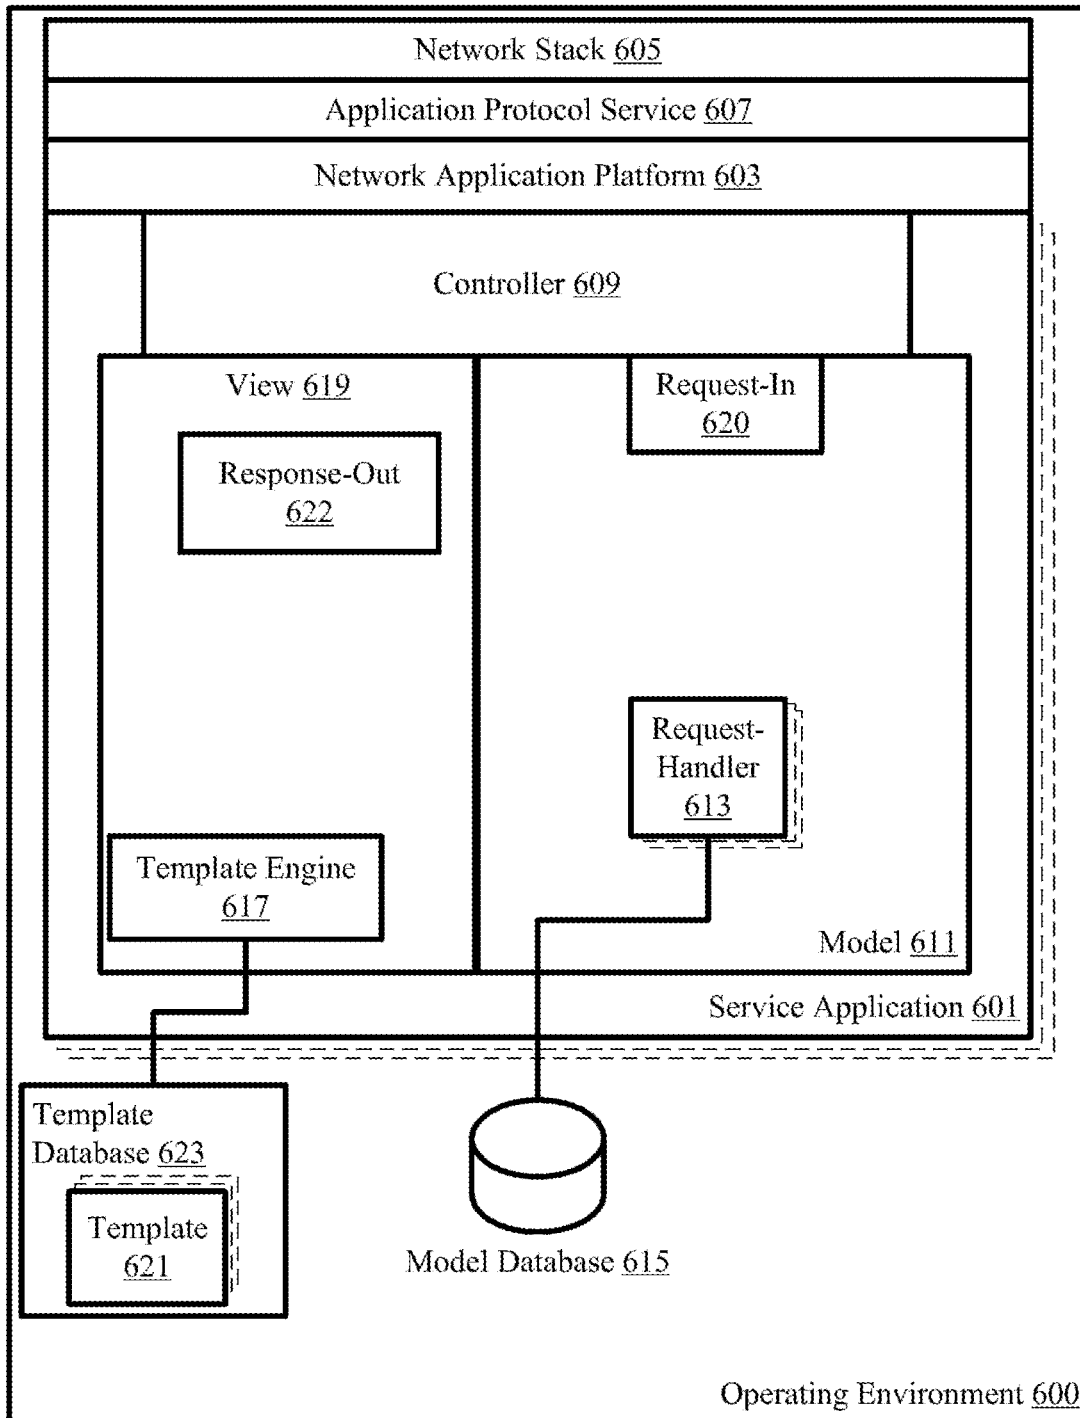 Network Stack 605
Application Protocol Service 607
Network Application Platform 603
Controller 609
View 619
Response-Out
622
Request-In
620
Request-
Handler
613
Template Engine
617
Model 611
Service Application 601
Template
Database 623
Template
621
Model Database 615
Operating Environment 600